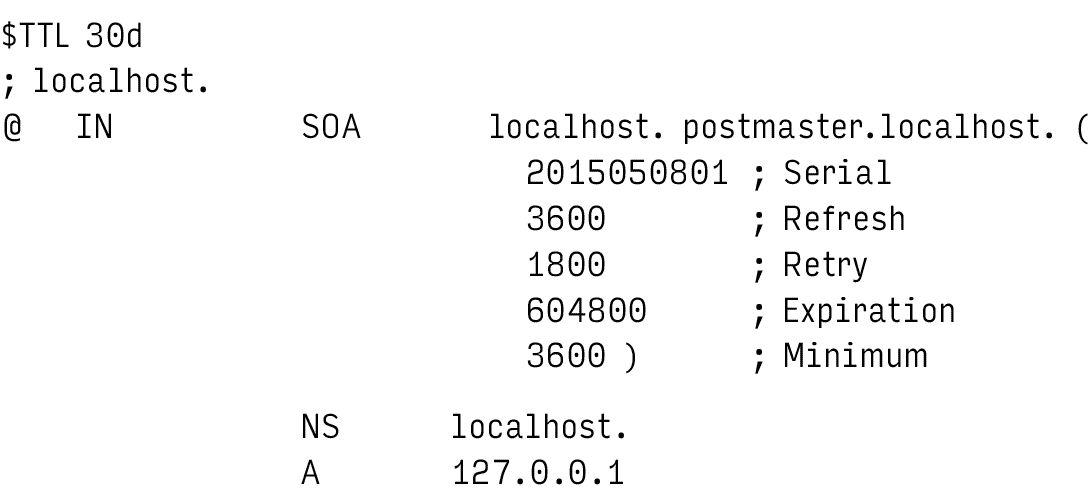 $TTL 30d
; localhost.
@ IN SOA localhost. postmaster.localhost. (
2015050801 ; Serial
3600 ; Refresh
1800 ; Retry
604800 ; Expiration
3600 ) ; Minimum
NS localhost.
A 127.0.0.1